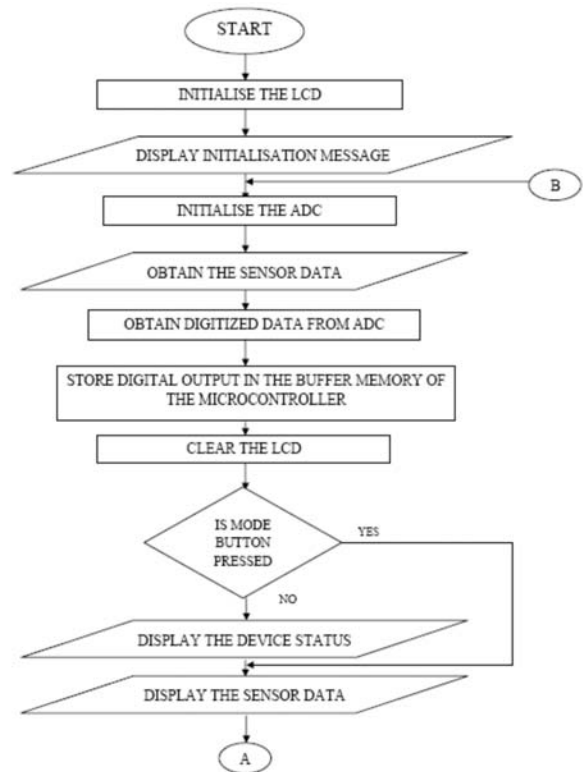 START
INITIALISE THE LCD
DISPLAY INITIALISATION MESSAGE
B
INITIALISE THE ADC
OBTAIN THE SENSOR DATA
OBTAIN DIGITIZED DATA FROM ADC
STORE DIGITAL OUTPUT IN THE BUFFER MEMORY OF
THE MICROCONTROLLER
CLEAR THE LCD
IS MODE
BUTTON
PRESSED
YES
NO
DISPLAY THE DEVICE STATUS
DISPLAY THE SENSOR DATA
A